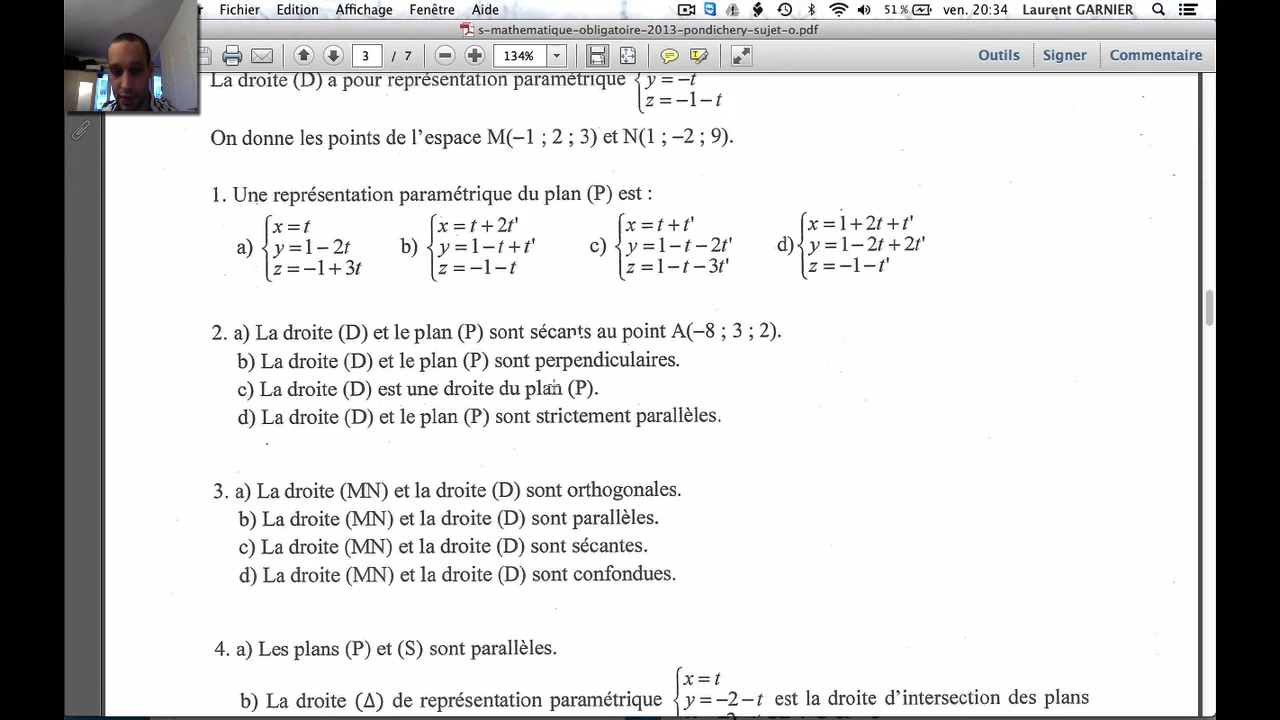 Fichier Edition Affichage Fenêtre Aide 51 % ven. 20:34 Laurent GARNIER
s-mathematique-obligatoire-2013-pondichery-sujet-o.pdf
3 / 7 134% Outils Signer Commentaire
La droite (D) a pour représentation paramétrique { y = −t
z = −1 − t
On donne les points de l'espace M(−1 ; 2 ; 3) et N(1 ; −2 ; 9).
1. Une représentation paramétrique du plan (P) est :
a) { x = t
y = 1 − 2t
z = −1 + 3t
b) { x = t + 2t'
y = 1 − t + t'
z = −1 − t
c) { x = t + t'
y = 1 − t − 2t'
z = 1 − t − 3t'
d) { x = 1 + 2t + t'
y = 1 − 2t + 2t'
z = −1 − t'
2. a) La droite (D) et le plan (P) sont sécants au point A(−8 ; 3 ; 2).
b) La droite (D) et le plan (P) sont perpendiculaires.
c) La droite (D) est une droite du plan (P).
d) La droite (D) et le plan (P) sont strictement parallèles.
3. a) La droite (MN) et la droite (D) sont orthogonales.
b) La droite (MN) et la droite (D) sont parallèles.
c) La droite (MN) et la droite (D) sont sécantes.
d) La droite (MN) et la droite (D) sont confondues.
4. a) Les plans (P) et (S) sont parallèles.
b) La droite (Δ) de représentation paramétrique { x = t
y = −2 − t est la droite d'intersection des plans